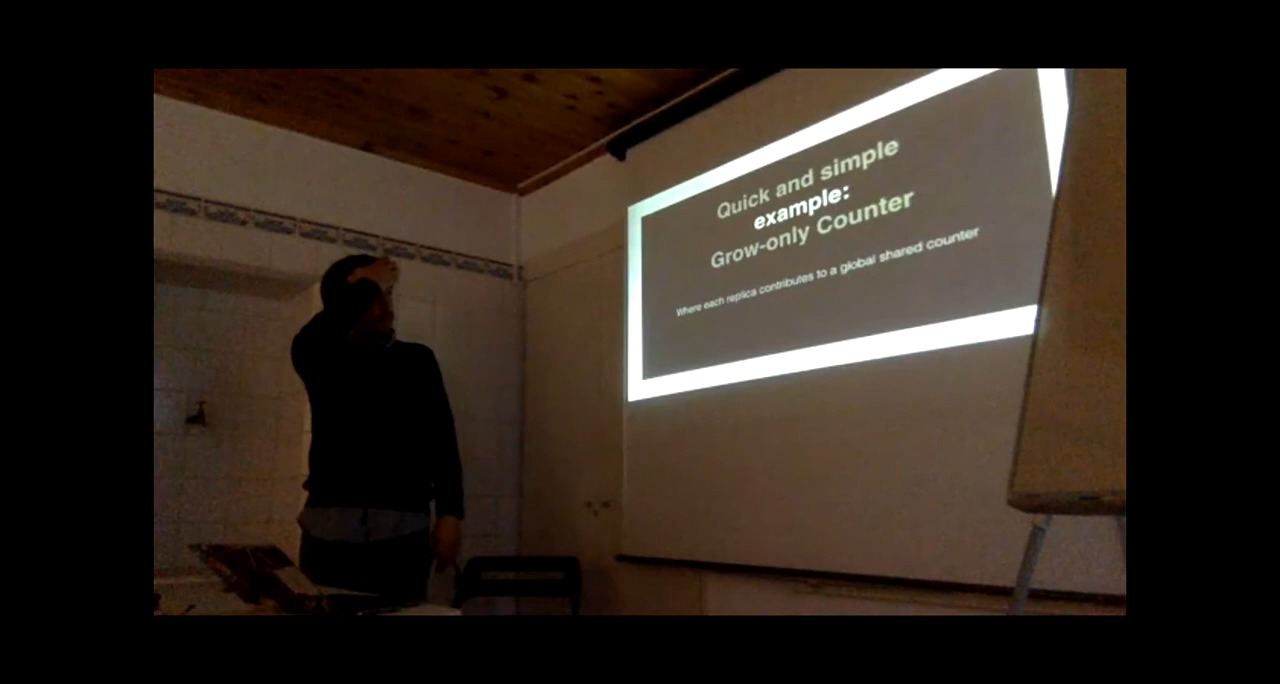 Quick and simple
example:
Grow-only Counter
Where each replica contributes to a global shared counter